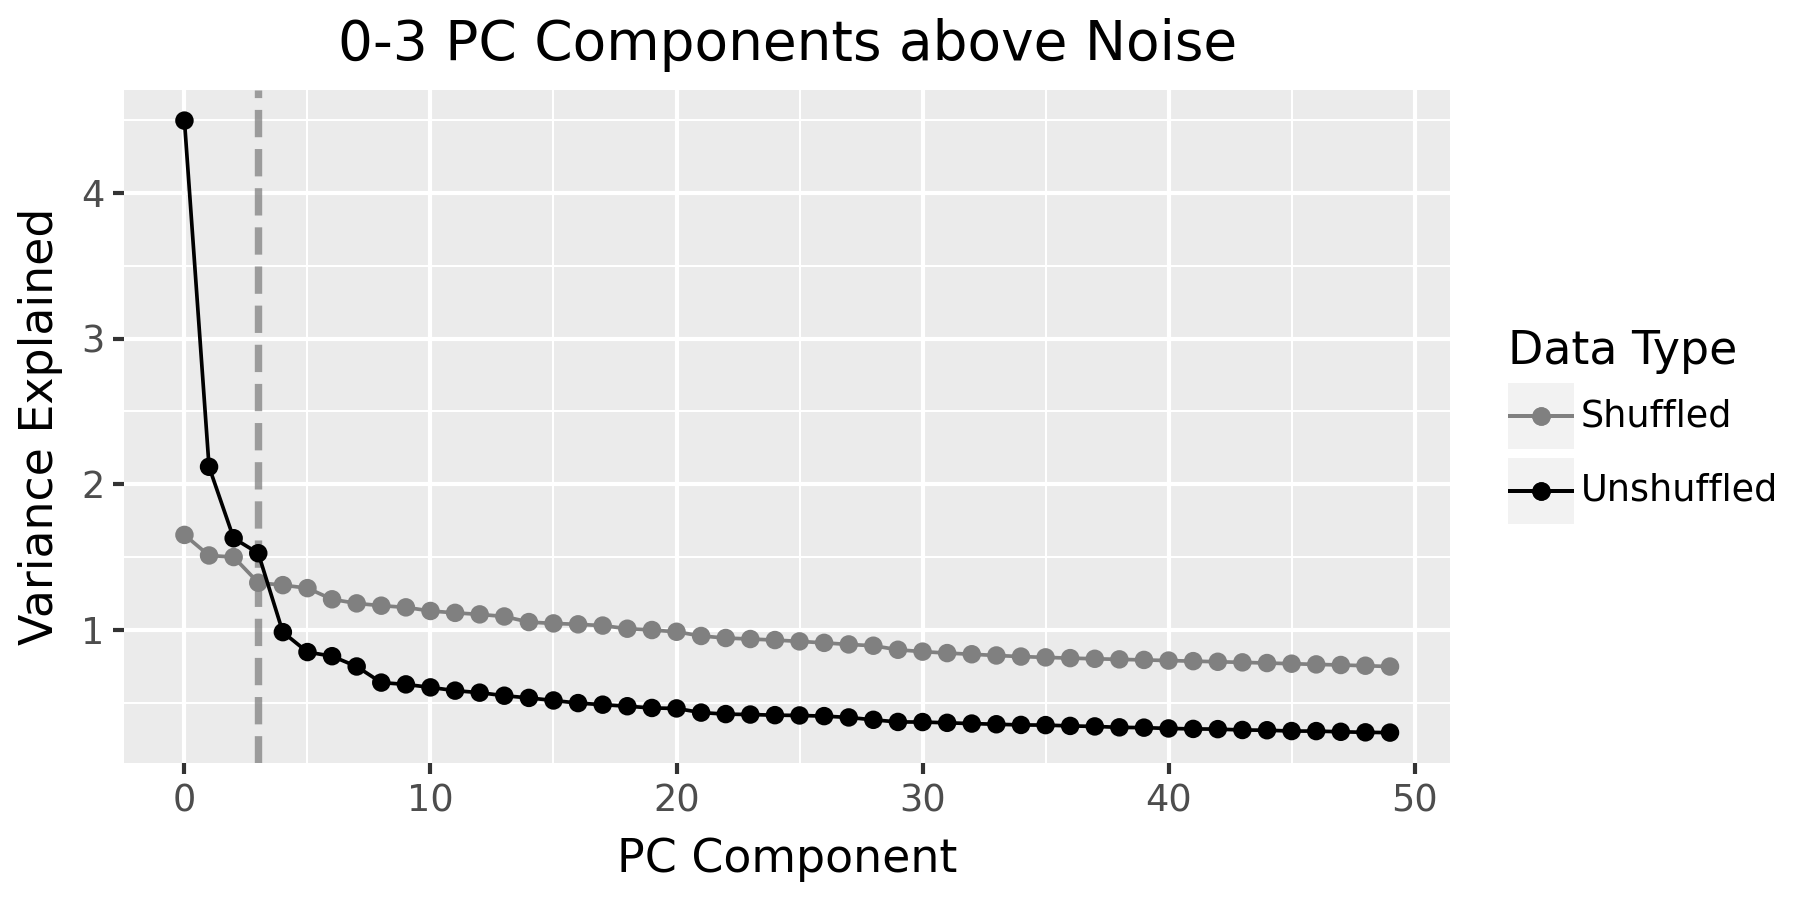 0-3 PC Components above Noise
Variance Explained
4
3
2
1
0 10 20 30 40 50
PC Component
Data Type
Shuffled
Unshuffled